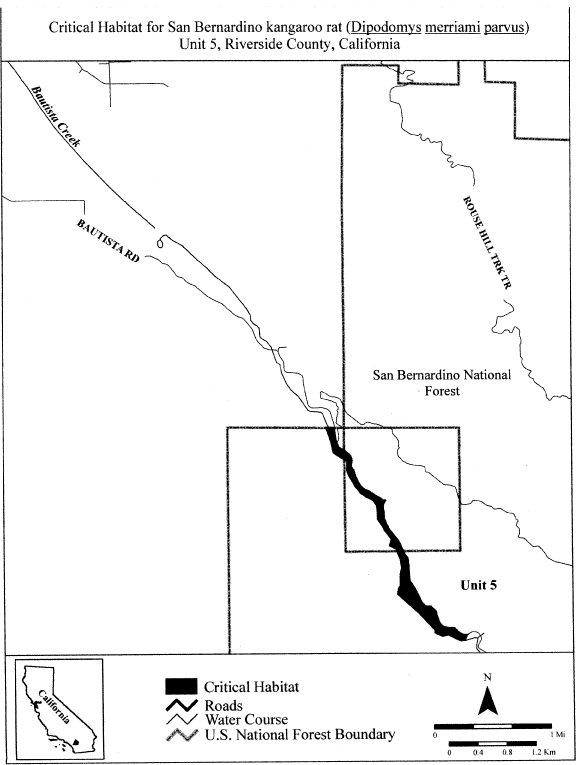 Critical Habitat for San Bernardino kangaroo rat (Dipodomys merriami parvus)
Unit 5, Riverside County, California
Bautista Creek
BAUTISTA RD
ROUSE HILL TRK TR
San Bernardino National
Forest
Unit 5
California
Critical Habitat
Roads
Water Course
U.S. National Forest Boundary
N
0 1 Mi
0 0.4 0.8 1.2 Km